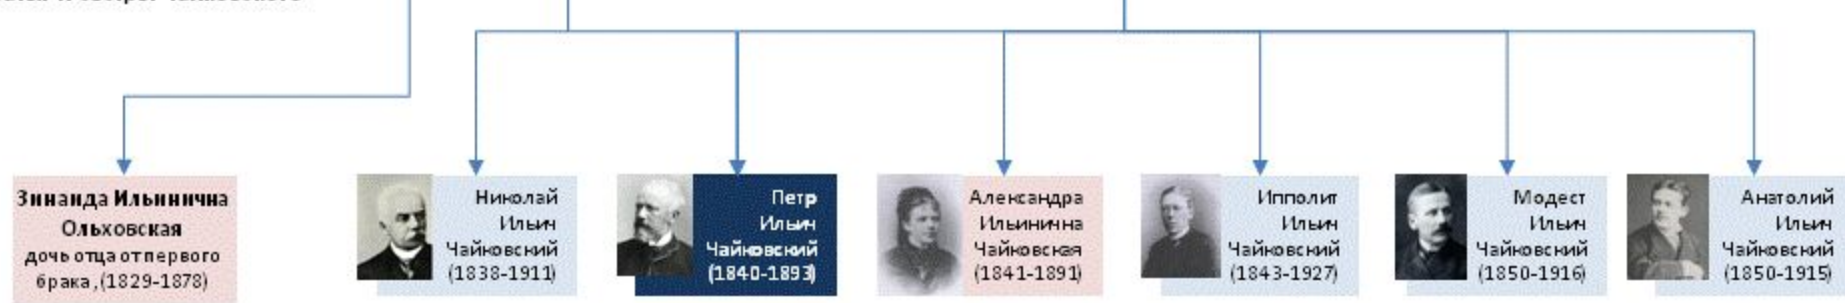 Зинаида Ильинична
Ольховская
дочь отца от первого
брака,(1829-1878)
Николай
Ильич
Чайковский
(1838-1911)
Петр
Ильич
Чайковский
(1840-1893)
Александра
Ильинична
Чайковская
(1841-1891)
Ипполит
Ильич
Чайковский
(1843-1927)
Модест
Ильич
Чайковский
(1850-1916)
Анатолий
Ильич
Чайковский
(1850-1915)